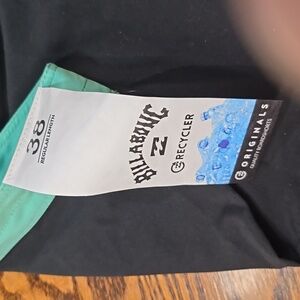 38
REGULAR LENGTH
BILLABONG
RECYCLER
ORIGINALS
QUALITY BOARDSHORTS